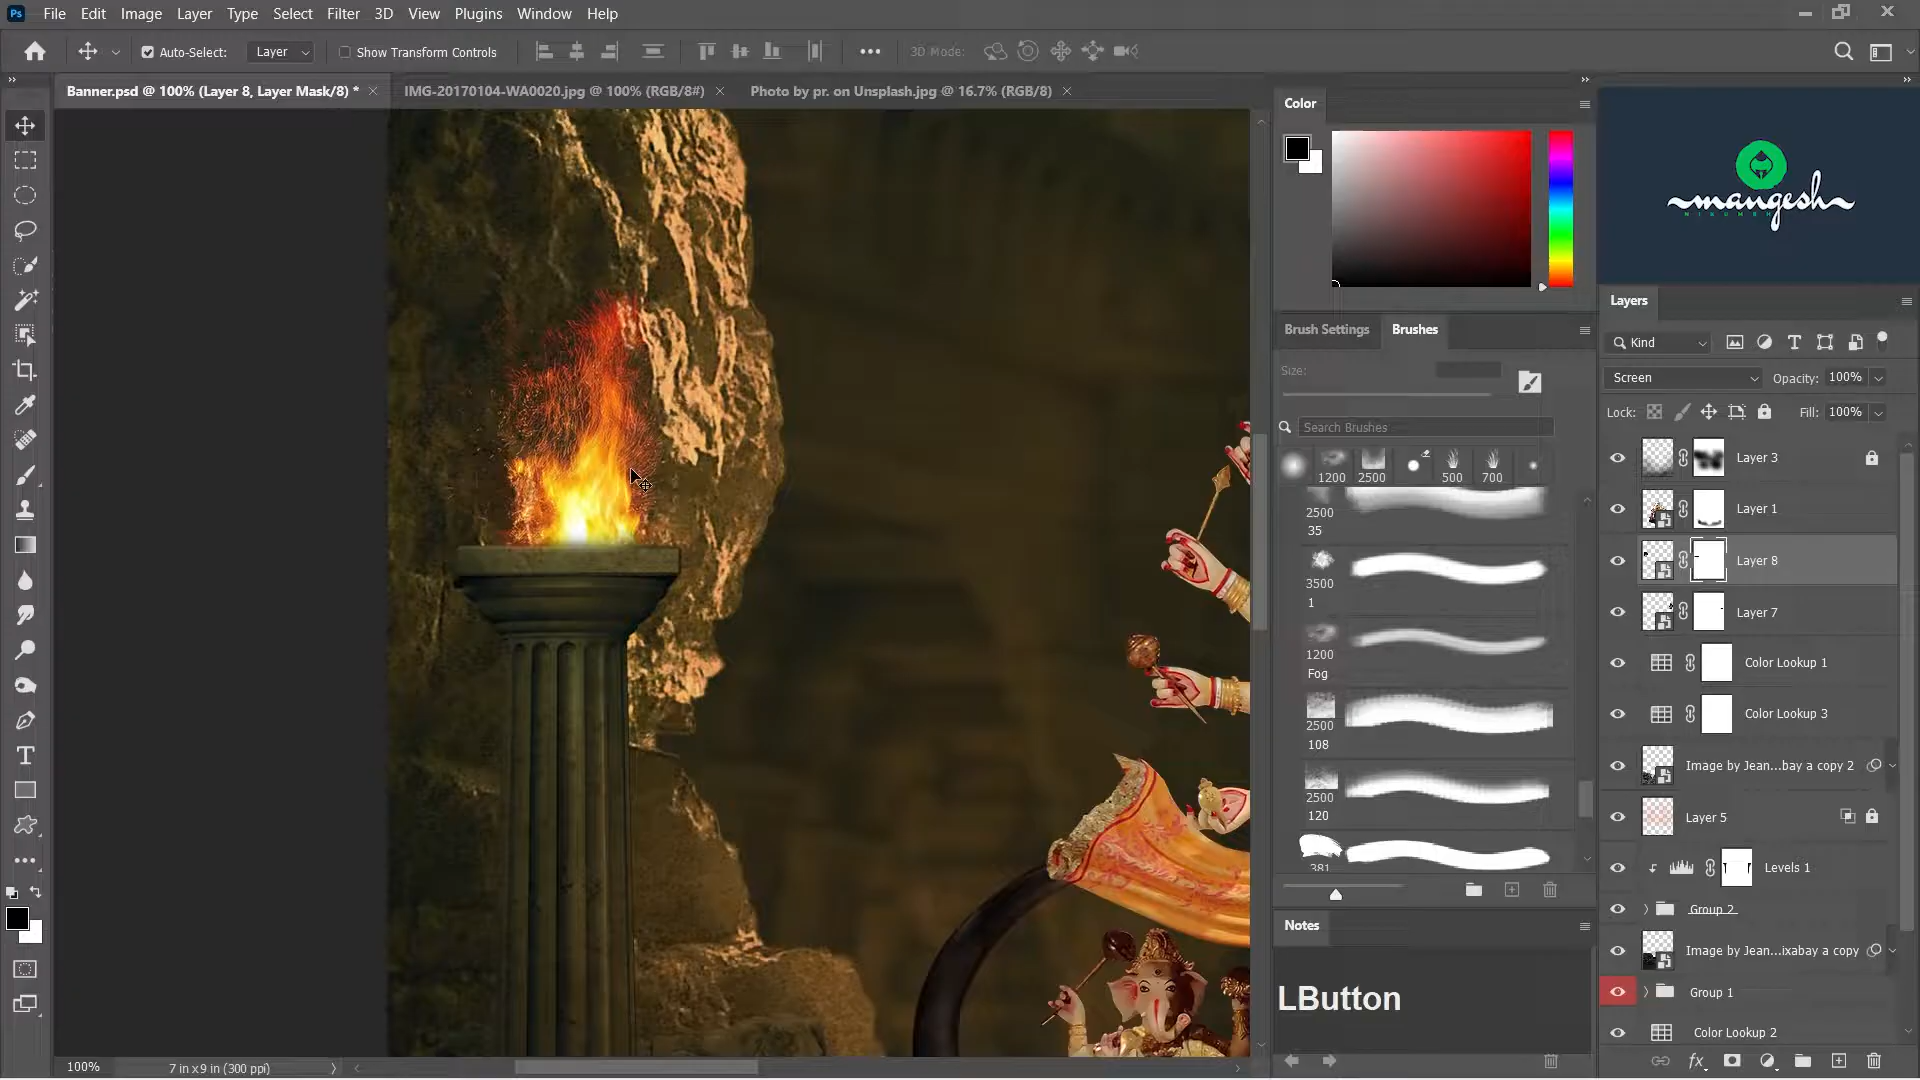 Ps File Edit Image Layer Type Select Filter 3D View Plugins Window Help
Auto-Select: Layer Show Transform Controls 3D Mode:
Banner.psd @ 100% (Layer 8, Layer Mask/8) *
IMG-20170104-WA0020.jpg @ 100% (RGB/8#)
Photo by pr. on Unsplash.jpg @ 16.7% (RGB/8)
Color
mangesh
Brush Settings Brushes
Size:
Search Brushes
1200 2500 500 700
2500
35
3500
1
1200
Fog
2500
108
2500
120
381
Notes
LButton
Layers
Kind
Screen Opacity: 100%
Lock: Fill: 100%
Layer 3
Layer 1
Layer 8
Layer 7
Color Lookup 1
Color Lookup 3
Image by Jean...bay a copy 2
Layer 5
Levels 1
Group 2
Image by Jean...ixabay a copy
Group 1
Color Lookup 2
fx
100% 7 in x 9 in (300 ppi)